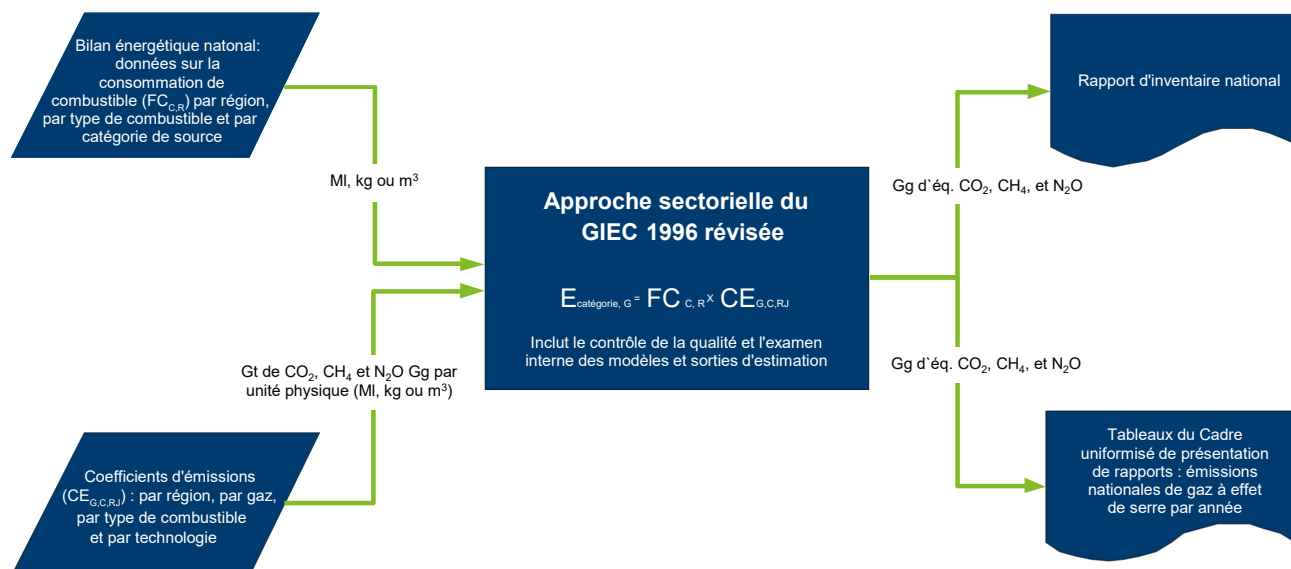 Bilan énergétique natonal:
données sur la
consommation de
combustible (FC C,R) par région,
par type de combustible et par
catégorie de source
Ml, kg ou m³
Gt de CO₂, CH₄ et N₂O Gg par
unité physique (Ml, kg ou m³)
Coefficients d'émissions
(CE G,C,RJ) : par région, par gaz,
par type de combustible
et par technologie
Approche sectorielle du
GIEC 1996 révisée
E catégorie, G = FC C, R x CE G,C,RJ
Inclut le contrôle de la qualité et l'examen
interne des modèles et sorties d'estimation
Gg d`éq. CO₂, CH₄, et N₂O
Rapport d'inventaire national
Gg d`éq. CO₂, CH₄, et N₂O
Tableaux du Cadre
uniformisé de présentation
de rapports : émissions
nationales de gaz à effet
de serre par année